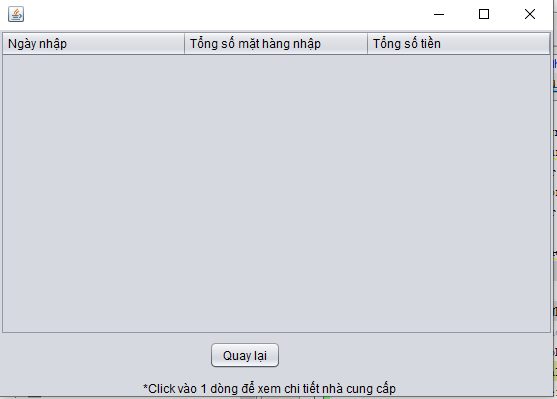 Ngày nhập Tổng số mặt hàng nhập Tổng số tiền
Quay lại
*Click vào 1 dòng để xem chi tiết nhà cung cấp